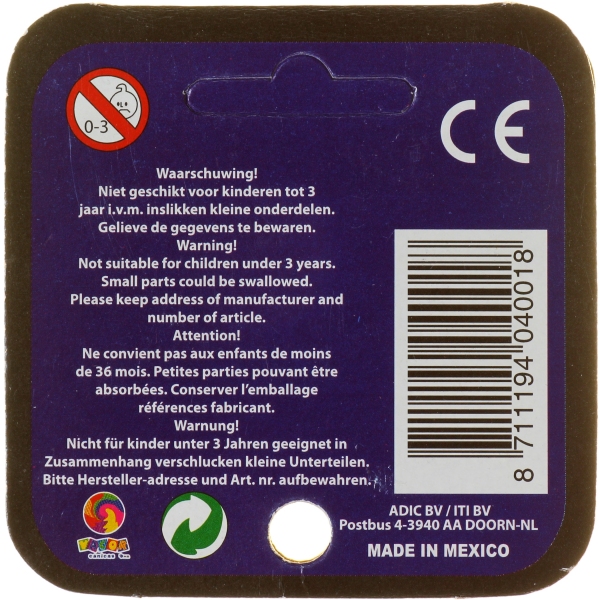 0-3
CE
Waarschuwing!
Niet geschikt voor kinderen tot 3
jaar i.v.m. inslikken kleine onderdelen.
Gelieve de gegevens te bewaren.
Warning!
Not suitable for children under 3 years.
Small parts could be swallowed.
Please keep address of manufacturer and
number of article.
Attention!
Ne convient pas aux enfants de moins
de 36 mois. Petites parties pouvant être
absorbées. Conserver l'emballage
références fabricant.
Warnung!
Nicht für kinder unter 3 Jahren geeignet in
Zusammenhang verschlucken kleine Unterteilen.
Bitte Hersteller-adresse und Art. nr. aufbewahren.
8 711194 040018
ADIC BV / ITI BV
Postbus 4-3940 AA DOORN-NL
MADE IN MEXICO